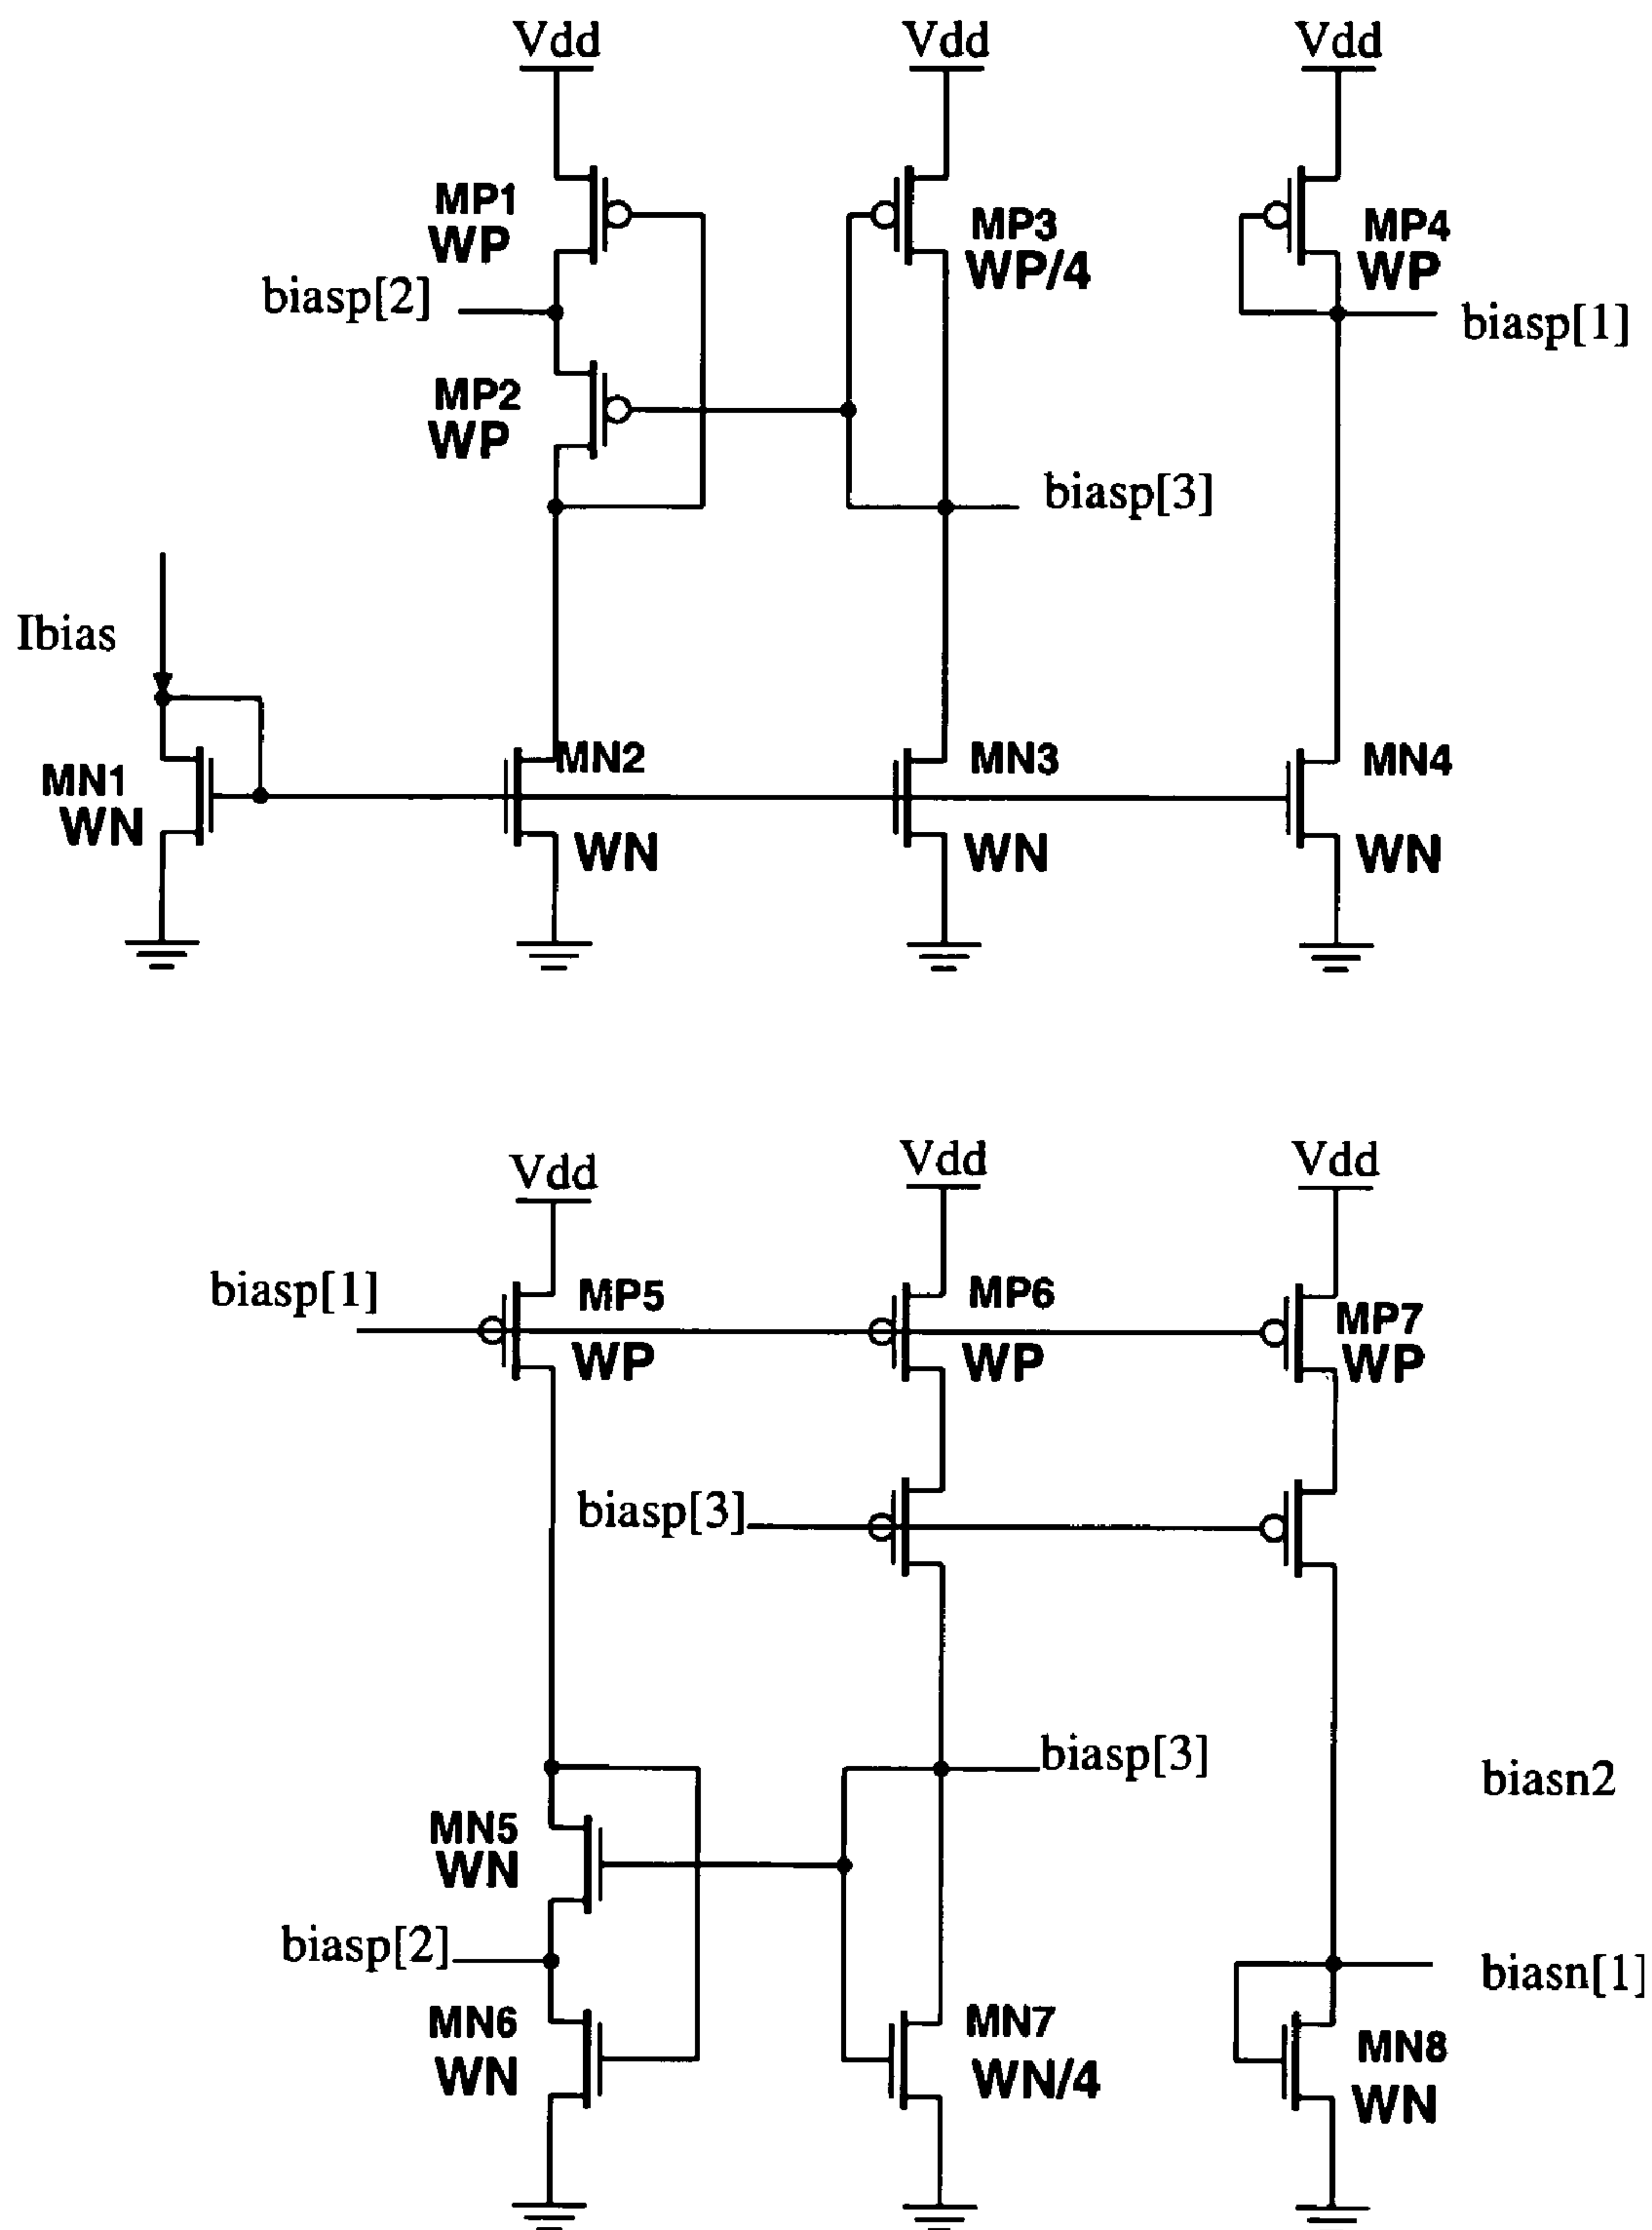 Vdd
Vdd
Vdd
MP1
WP
MP3
WP/4
MP4
WP
biasp[2]
biasp[1]
MP2
WP
biasp[3]
Ibias
MN1
WN
MN2
WN
MN3
WN
MN4
WN
Vdd
Vdd
Vdd
biasp[1]
MP5
WP
MP6
WP
MP7
WP
biasp[3]
biasp[3]
biasn2
MN5
WN
biasp[2]
biasn[1]
MN6
WN
MN7
WN/4
MN8
WN